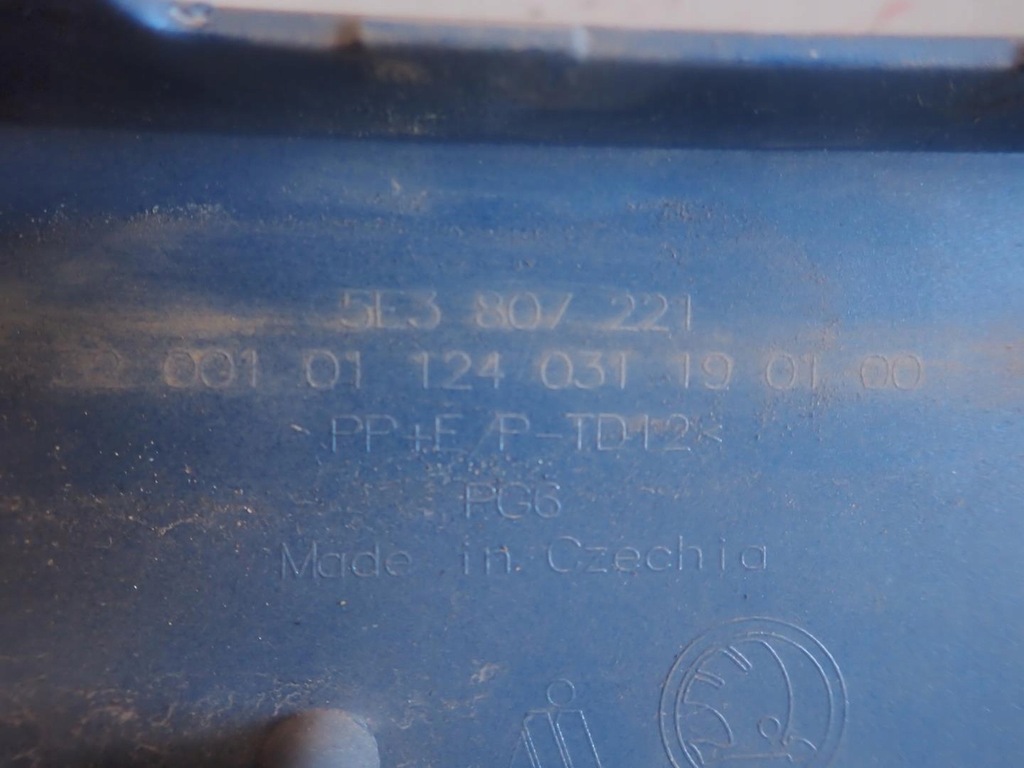 5E3 807 221
001 01 124 031 19 01 00
PP+E/P-TD12<
PG6
Made in Czechia